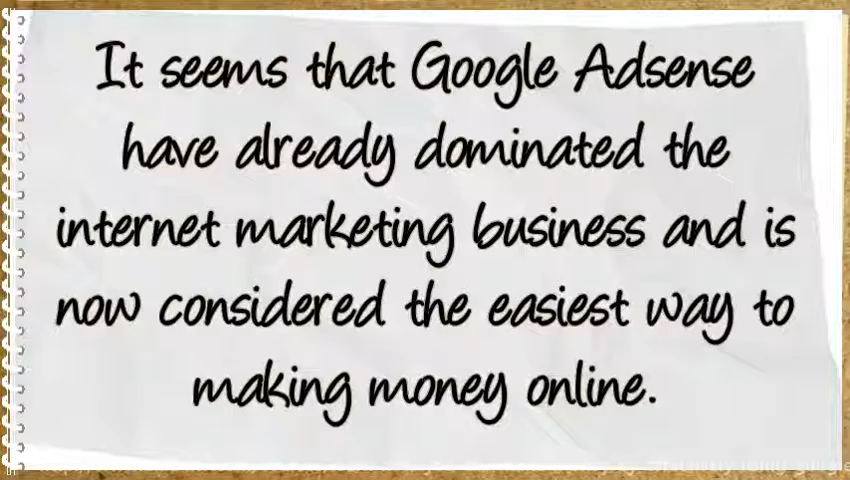 It seems that Google Adsense
have already dominated the
internet marketing business and is
now considered the easiest way to
making money online.